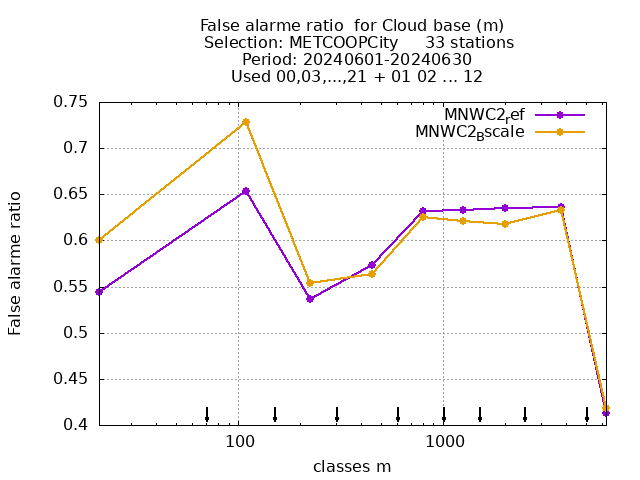 False alarme ratio  for Cloud base (m)
Selection: METCOOPCity     33 stations
Period: 20240601-20240630
Used 00,03,...,21 + 01 02 ... 12
MNWC2ref
MNWC2Bscale
0.75
0.7
0.65
0.6
0.55
0.5
0.45
0.4
False alarme ratio
100
1000
classes m